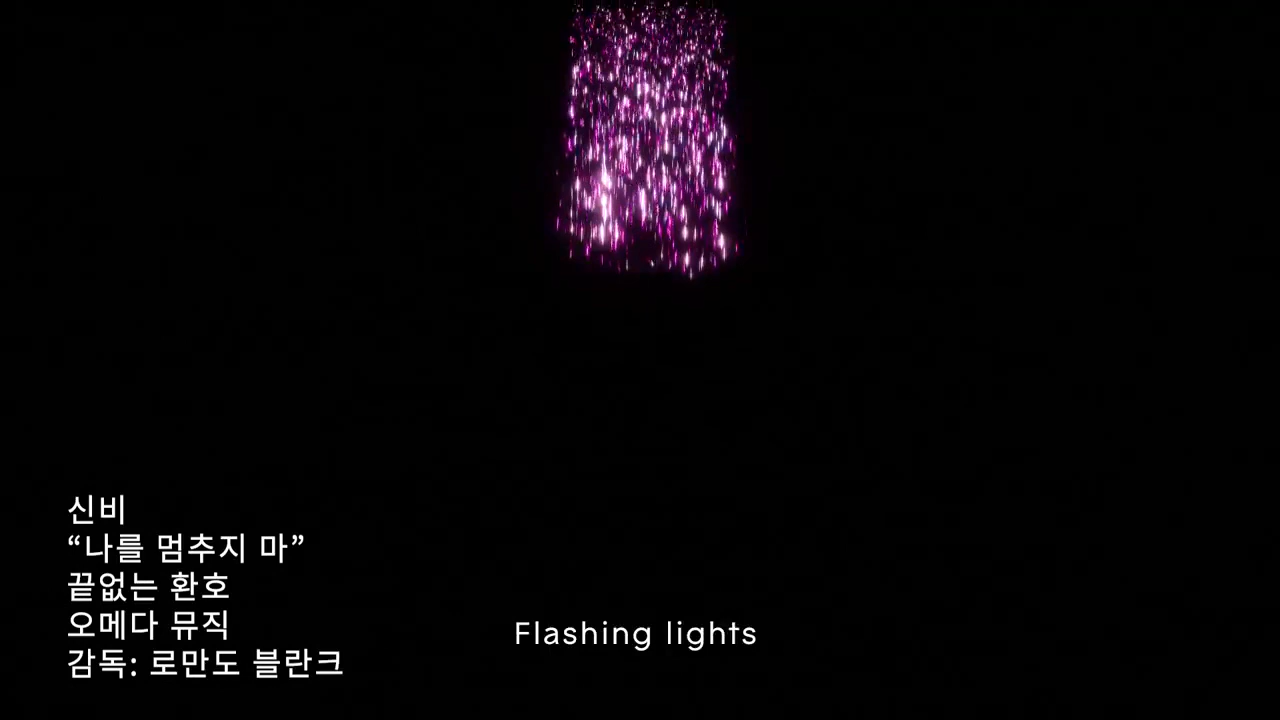 신비
“나를 멈추지 마”
끝없는 환호
오메다 뮤직
감독: 로만도 블란크
Flashing lights